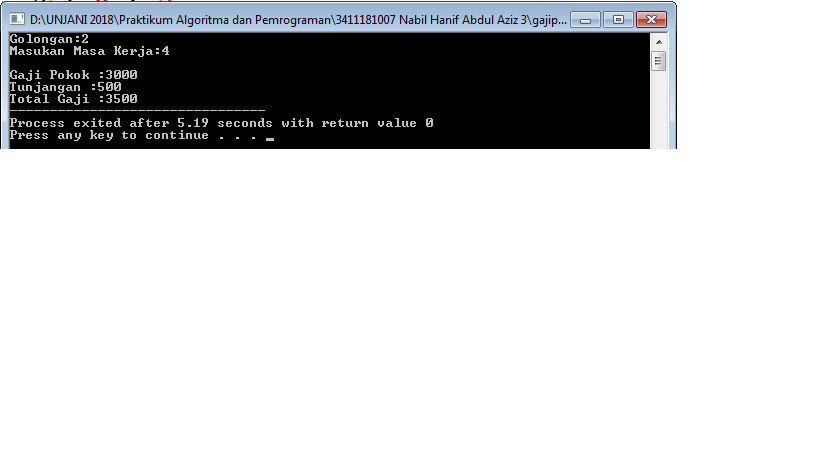 D:\UNJANI 2018\Praktikum Algoritma dan Pemrograman\3411181007 Nabil Hanif Abdul Aziz 3\gajip...
Golongan:2
Masukan Masa Kerja:4
Gaji Pokok :3000
Tunjangan :500
Total Gaji :3500
--------------------------------
Process exited after 5.19 seconds with return value 0
Press any key to continue . . . _